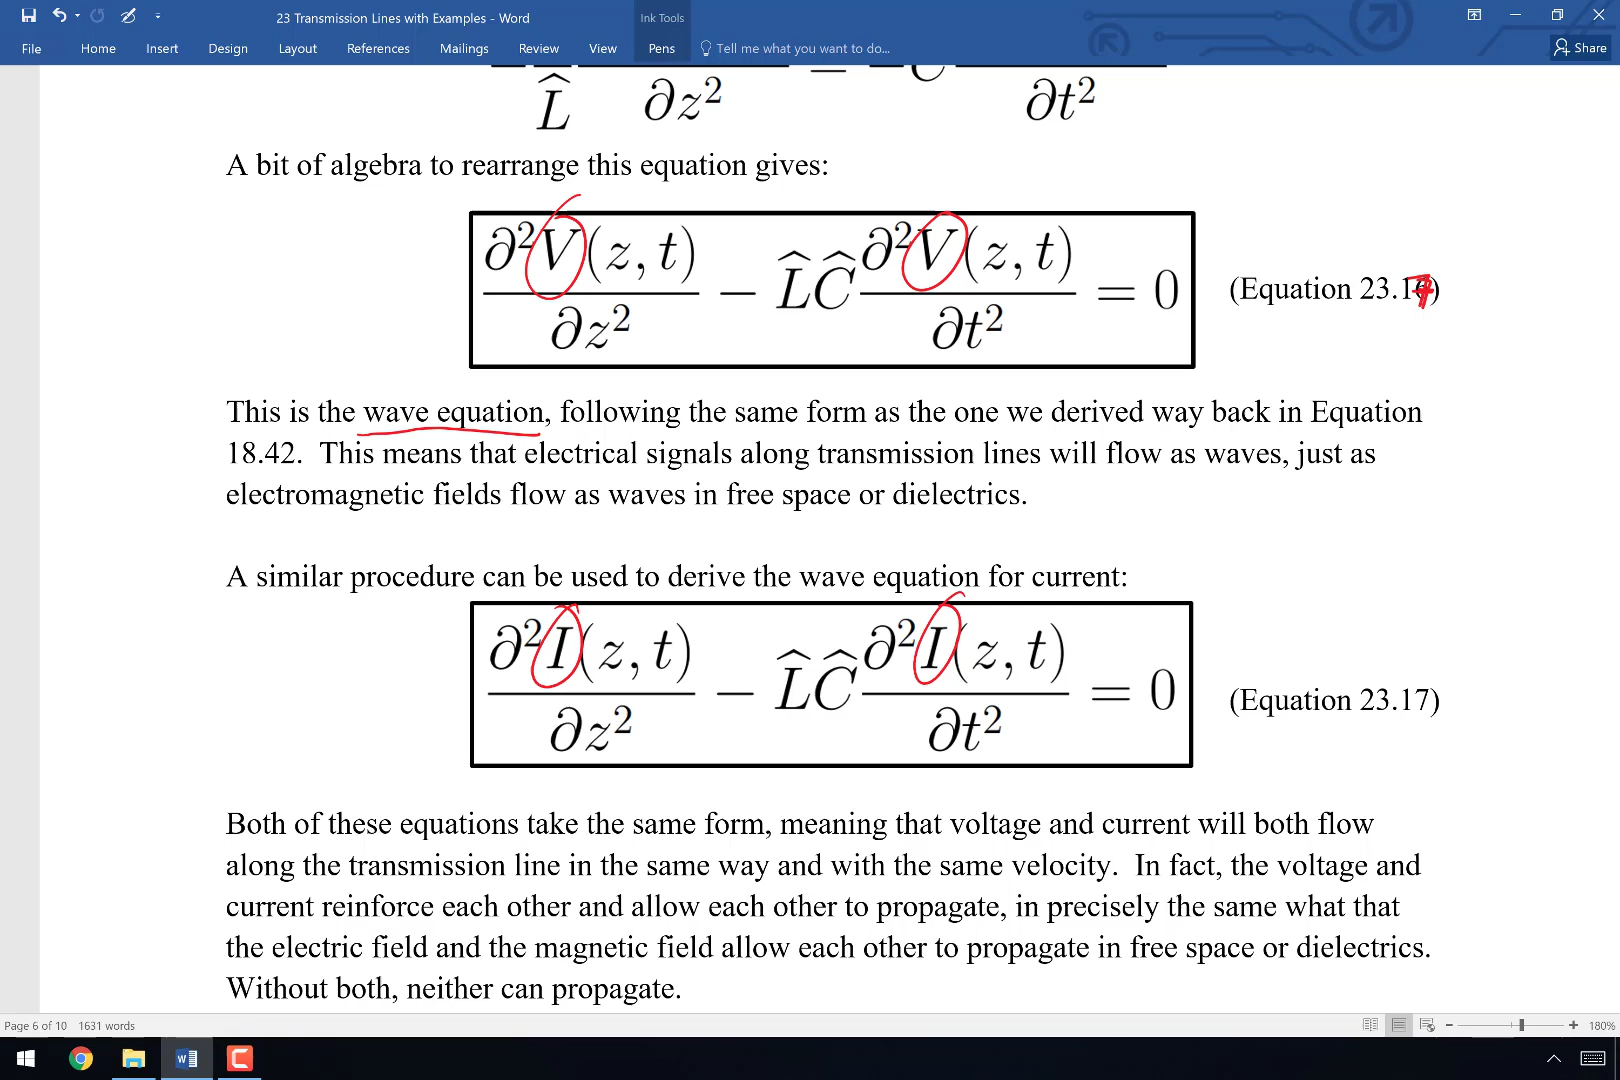 23 Transmission Lines with Examples - Word
Ink Tools
File Home Insert Design Layout References Mailings Review View Pens Tell me what you want to do... Share
L̂ ∂z² = Ĉ ∂t²
A bit of algebra to rearrange this equation gives:
∂²V(z, t)/∂z² − L̂Ĉ ∂²V(z, t)/∂t² = 0 (Equation 23.17)
This is the wave equation, following the same form as the one we derived way back in Equation
18.42. This means that electrical signals along transmission lines will flow as waves, just as
electromagnetic fields flow as waves in free space or dielectrics.
A similar procedure can be used to derive the wave equation for current:
∂²I(z, t)/∂z² − L̂Ĉ ∂²I(z, t)/∂t² = 0 (Equation 23.17)
Both of these equations take the same form, meaning that voltage and current will both flow
along the transmission line in the same way and with the same velocity. In fact, the voltage and
current reinforce each other and allow each other to propagate, in precisely the same what that
the electric field and the magnetic field allow each other to propagate in free space or dielectrics.
Without both, neither can propagate.
Page 6 of 10 1631 words
180%